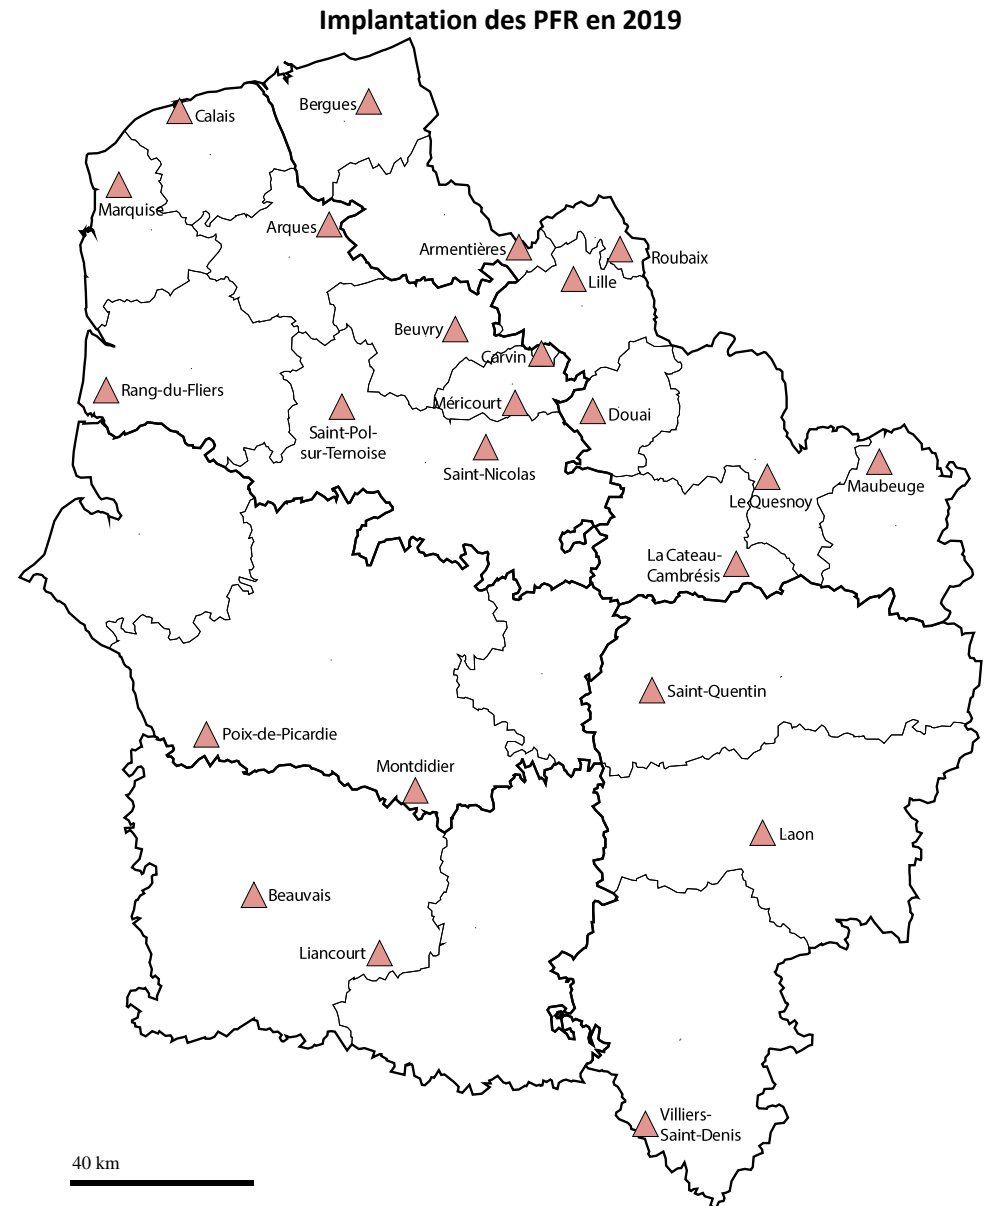 Implantation des PFR en 2019
Bergues
Calais
Marquise
Arques
Armentières
Roubaix
Lille
Beuvry
Carvin
Rang-du-Fliers
Méricourt
Douai
Saint-Pol-
sur-Ternoise
Saint-Nicolas
Maubeuge
Le Quesnoy
La Cateau-
Cambrésis
Saint-Quentin
Poix-de-Picardie
Montdidier
Laon
Beauvais
Liancourt
Villiers-
Saint-Denis
40 km